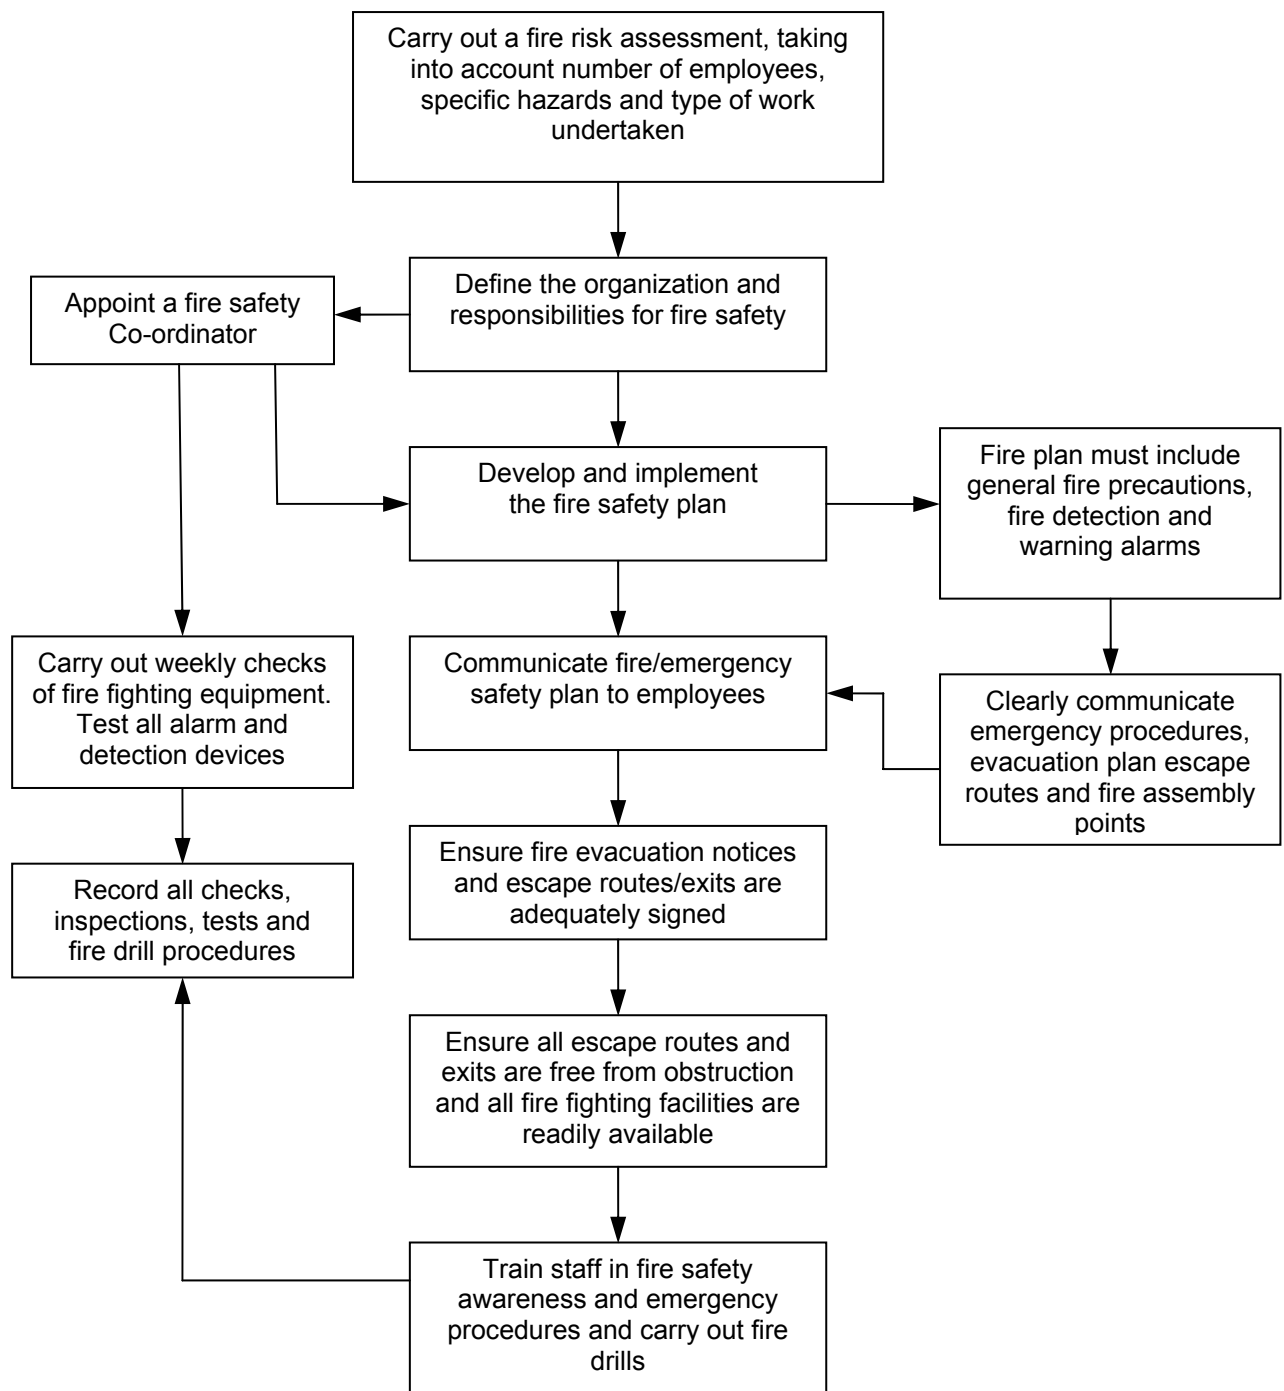 Carry out a fire risk assessment, taking
into account number of employees,
specific hazards and type of work
undertaken
Define the organization and
responsibilities for fire safety
Appoint a fire safety
Co-ordinator
Develop and implement
the fire safety plan
Fire plan must include
general fire precautions,
fire detection and
warning alarms
Carry out weekly checks
of fire fighting equipment.
Test all alarm and
detection devices
Communicate fire/emergency
safety plan to employees
Clearly communicate
emergency procedures,
evacuation plan escape
routes and fire assembly
points
Ensure fire evacuation notices
and escape routes/exits are
adequately signed
Record all checks,
inspections, tests and
fire drill procedures
Ensure all escape routes and
exits are free from obstruction
and all fire fighting facilities are
readily available
Train staff in fire safety
awareness and emergency
procedures and carry out fire
drills